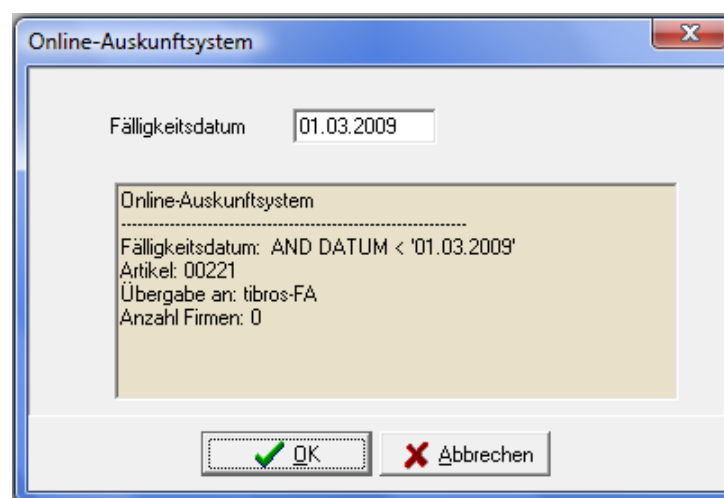 Online-Auskunftsystem
Fälligkeitsdatum 01.03.2009
Online-Auskunftsystem
------------------------------------------------------------------
Fälligkeitsdatum:  AND DATUM < '01.03.2009'
Artikel: 00221
Übergabe an: tibros-FA
Anzahl Firmen: 0
OK Abbrechen